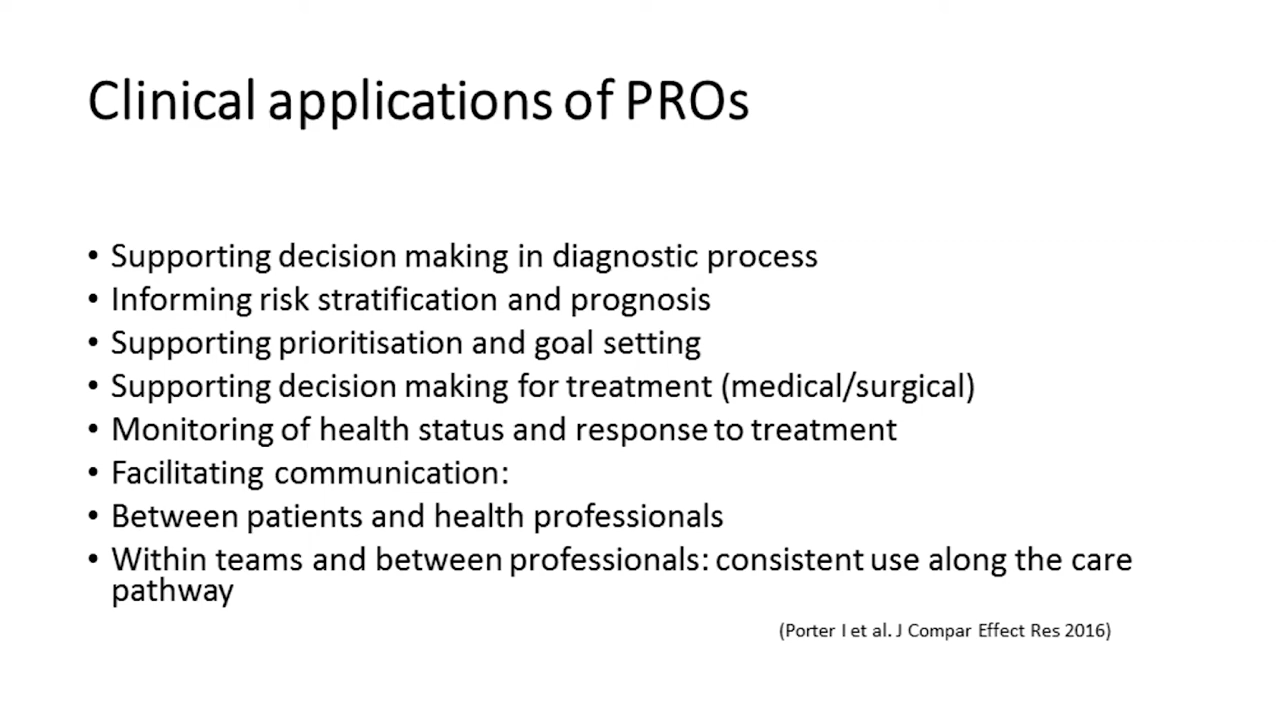 Clinical applications of PROs
• Supporting decision making in diagnostic process
• Informing risk stratification and prognosis
• Supporting prioritisation and goal setting
• Supporting decision making for treatment (medical/surgical)
• Monitoring of health status and response to treatment
• Facilitating communication:
• Between patients and health professionals
• Within teams and between professionals: consistent use along the care
pathway
(Porter I et al. J Compar Effect Res 2016)